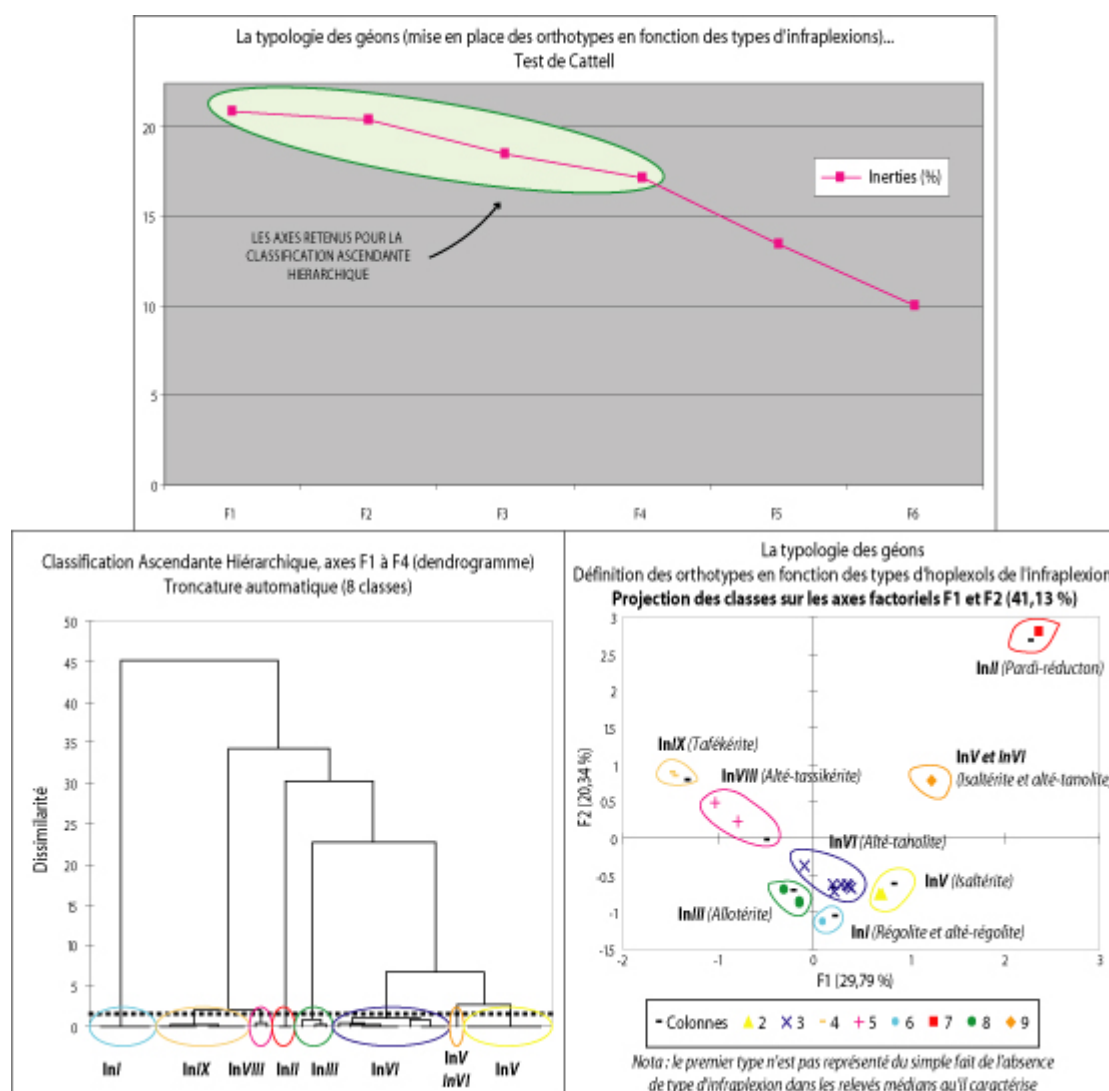 La typologie des géons (mise en place des orthotypes en fonction des types d'infraplexions)...
Test de Cattell
20
15
10
5
0
Inerties (%)
LES AXES RETENUS POUR LA
CLASSIFICATION ASCENDANTE
HIERARCHIQUE
F1 F2 F3 F4 F5 F6
Classification Ascendante Hiérarchique, axes F1 à F4 (dendrogramme)
Troncature automatique (8 classes)
Dissimilarité
50
45
40
35
30
25
20
15
10
5
0
InI InIX InVIII InII InIII InVI InV InV
InVI
La typologie des géons
Définition des orthotypes en fonction des types d'hoplexols de l'infraplexion
Projection des classes sur les axes factoriels F1 et F2 (41,13 %)
F2 (20,34 %)
3
2.5
2
1.5
1
0.5
0
-0.5
-1
-1.5
InII (Pardi-réducton)
InIX (Tafékérite)
InVIII (Alté-tassikérite)
InV et InVI
(Isaltérite et alté-tanolite)
InVI (Alté-tanolite)
InV (Isaltérite)
InIII (Allotérite)
InI (Régolite et alté-régolite)
-2 -1 0 1 2 3
F1 (29,79 %)
- Colonnes 2 3 4 5 6 7 8 9
Nota : le premier type n'est pas représenté du simple fait de l'absence
de type d'infraplexion dans les relevés médians qu'il caractérise